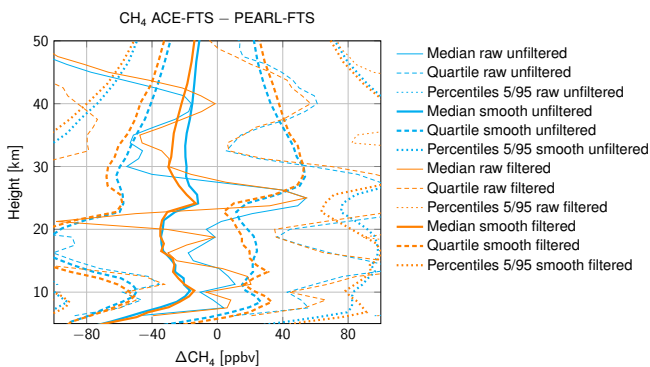 CH₄ ACE-FTS − PEARL-FTS
50
40
30
20
10
Height [km]
−80
−40
0
40
80
ΔCH₄ [ppbv]
Median raw unfiltered
Quartile raw unfiltered
Percentiles 5/95 raw unfiltered
Median smooth unfiltered
Quartile smooth unfiltered
Percentiles 5/95 smooth unfiltered
Median raw filtered
Quartile raw filtered
Percentiles 5/95 raw filtered
Median smooth filtered
Quartile smooth filtered
Percentiles 5/95 smooth filtered